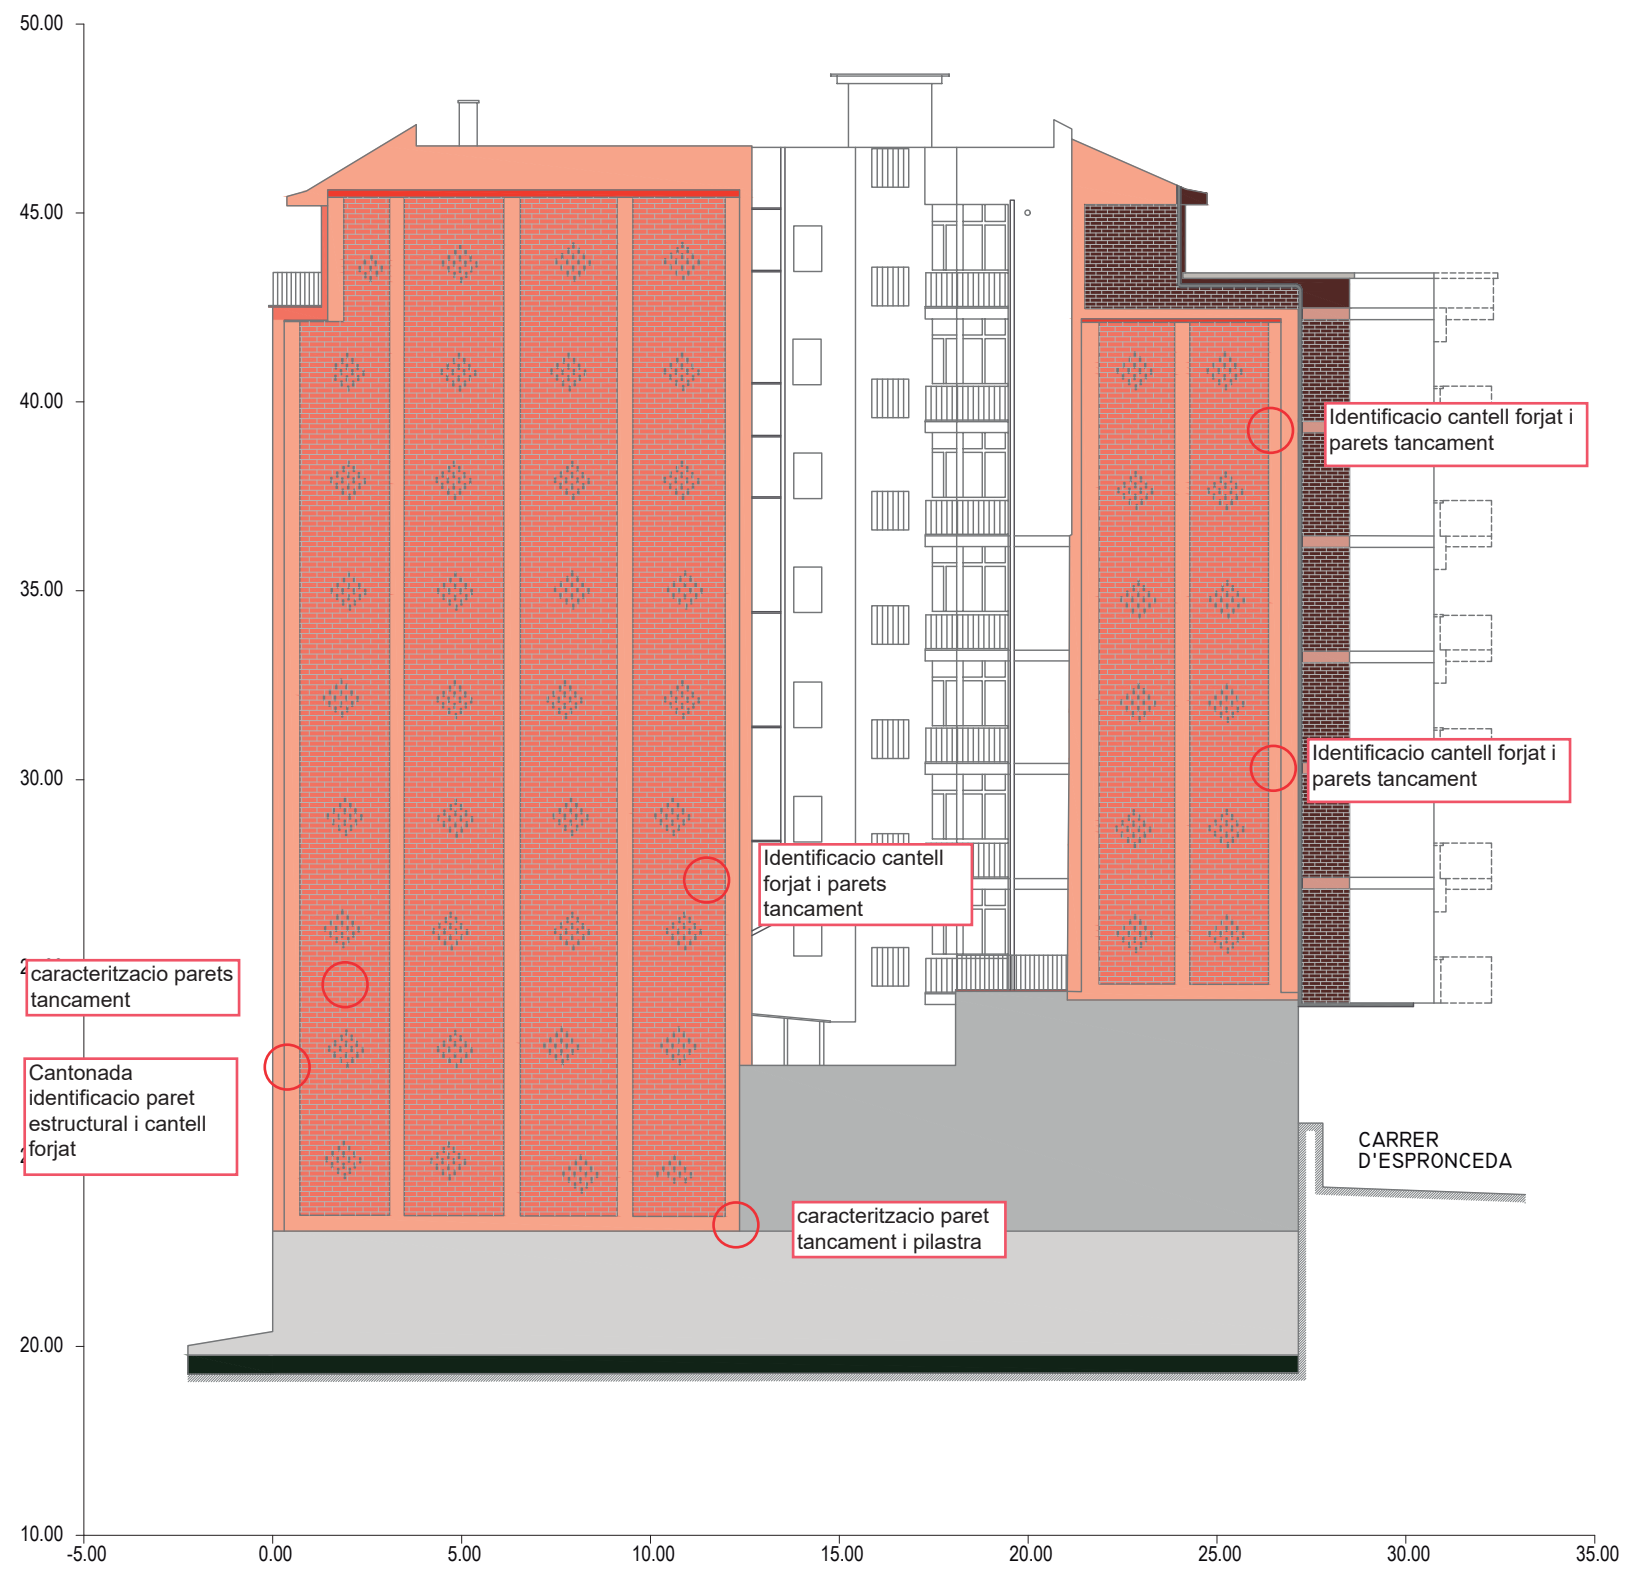 50.00
45.00
40.00
Identificacio cantell forjat i
parets tancament
35.00
30.00
Identificacio cantell forjat i
parets tancament
Identificacio cantell
forjat i parets
tancament
caracteritzacio parets
tancament
Cantonada
identificacio paret
estructural i cantell
forjat
CARRER
D'ESPRONCEDA
caracteritzacio paret
tancament i pilastra
20.00
10.00
-5.00 0.00 5.00 10.00 15.00 20.00 25.00 30.00 35.00